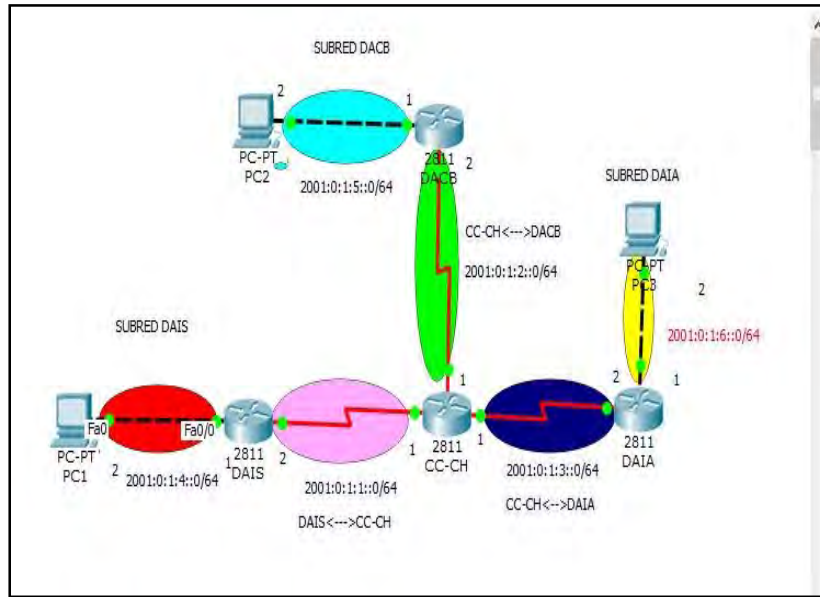 SUBRED DACB
2
1
PC-PT
PC2
2811
DACB
2
2001:0:1:5::0/64
SUBRED DAIA
CC-CH<--->DACB
2001:0:1:2::0/64
PC-PT
PC3
2
2001:0:1:6::0/64
SUBRED DAIS
1
2
1
Fa0
Fa0/0
PC-PT
PC1
2
2001:0:1:4::0/64
1
2811
DAIS
2
1
2811
CC-CH
1
2811
DAIA
2001:0:1:1::0/64
2001:0:1:3::0/64
DAIS<--->CC-CH
CC-CH<-->DAIA